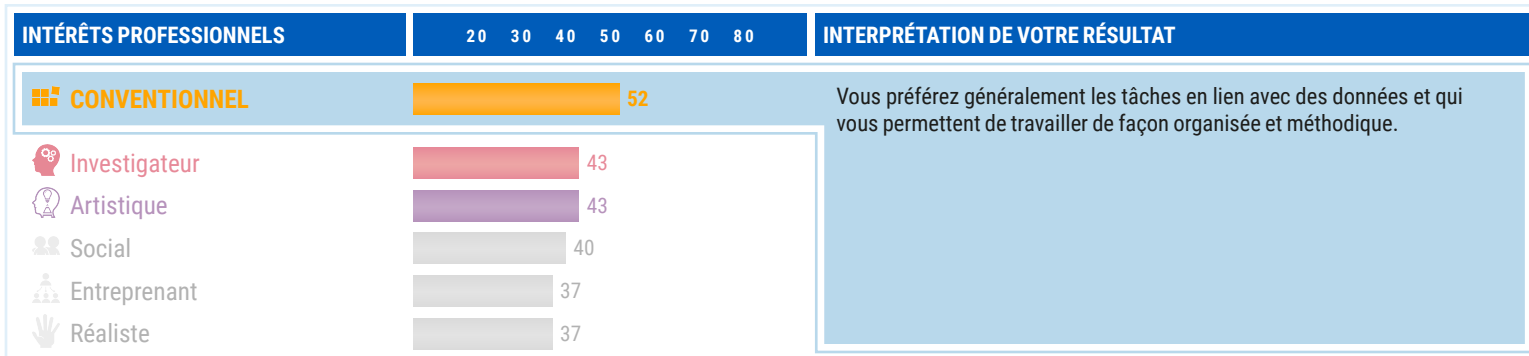 INTÉRÊTS PROFESSIONNELS
20 30 40 50 60 70 80
INTERPRÉTATION DE VOTRE RÉSULTAT
CONVENTIONNEL
52
Vous préférez généralement les tâches en lien avec des données et qui
vous permettent de travailler de façon organisée et méthodique.
Investigateur
43
Artistique
43
Social
40
Entreprenant
37
Réaliste
37